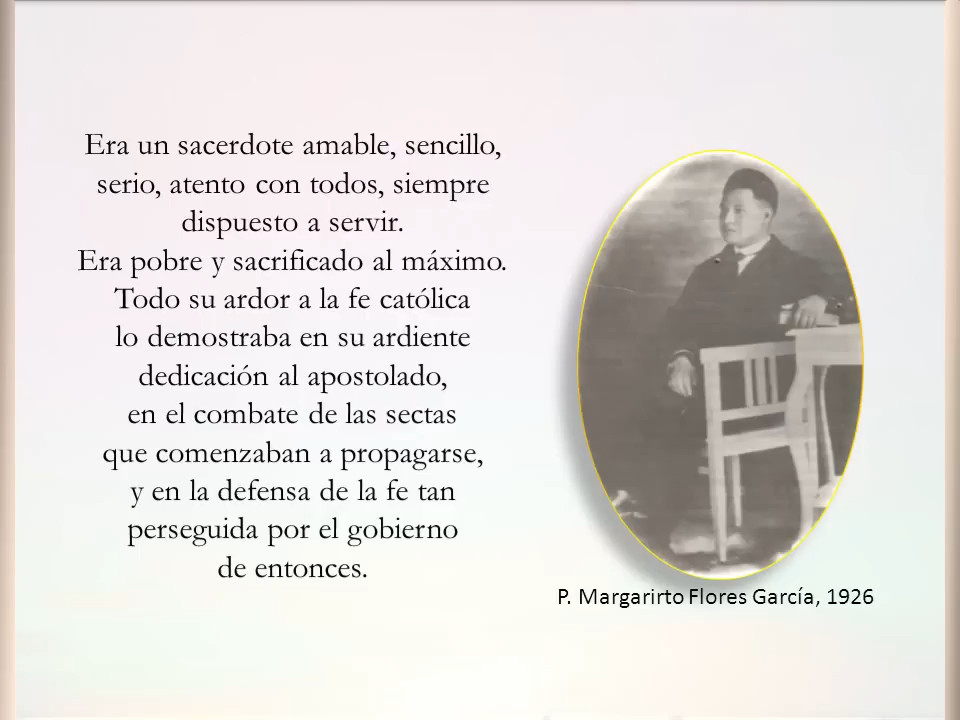 Era un sacerdote amable, sencillo,
serio, atento con todos, siempre
dispuesto a servir.
Era pobre y sacrificado al máximo.
Todo su ardor a la fe católica
lo demostraba en su ardiente
dedicación al apostolado,
en el combate de las sectas
que comenzaban a propagarse,
y en la defensa de la fe tan
perseguida por el gobierno
de entonces.
P. Margarirto Flores García, 1926